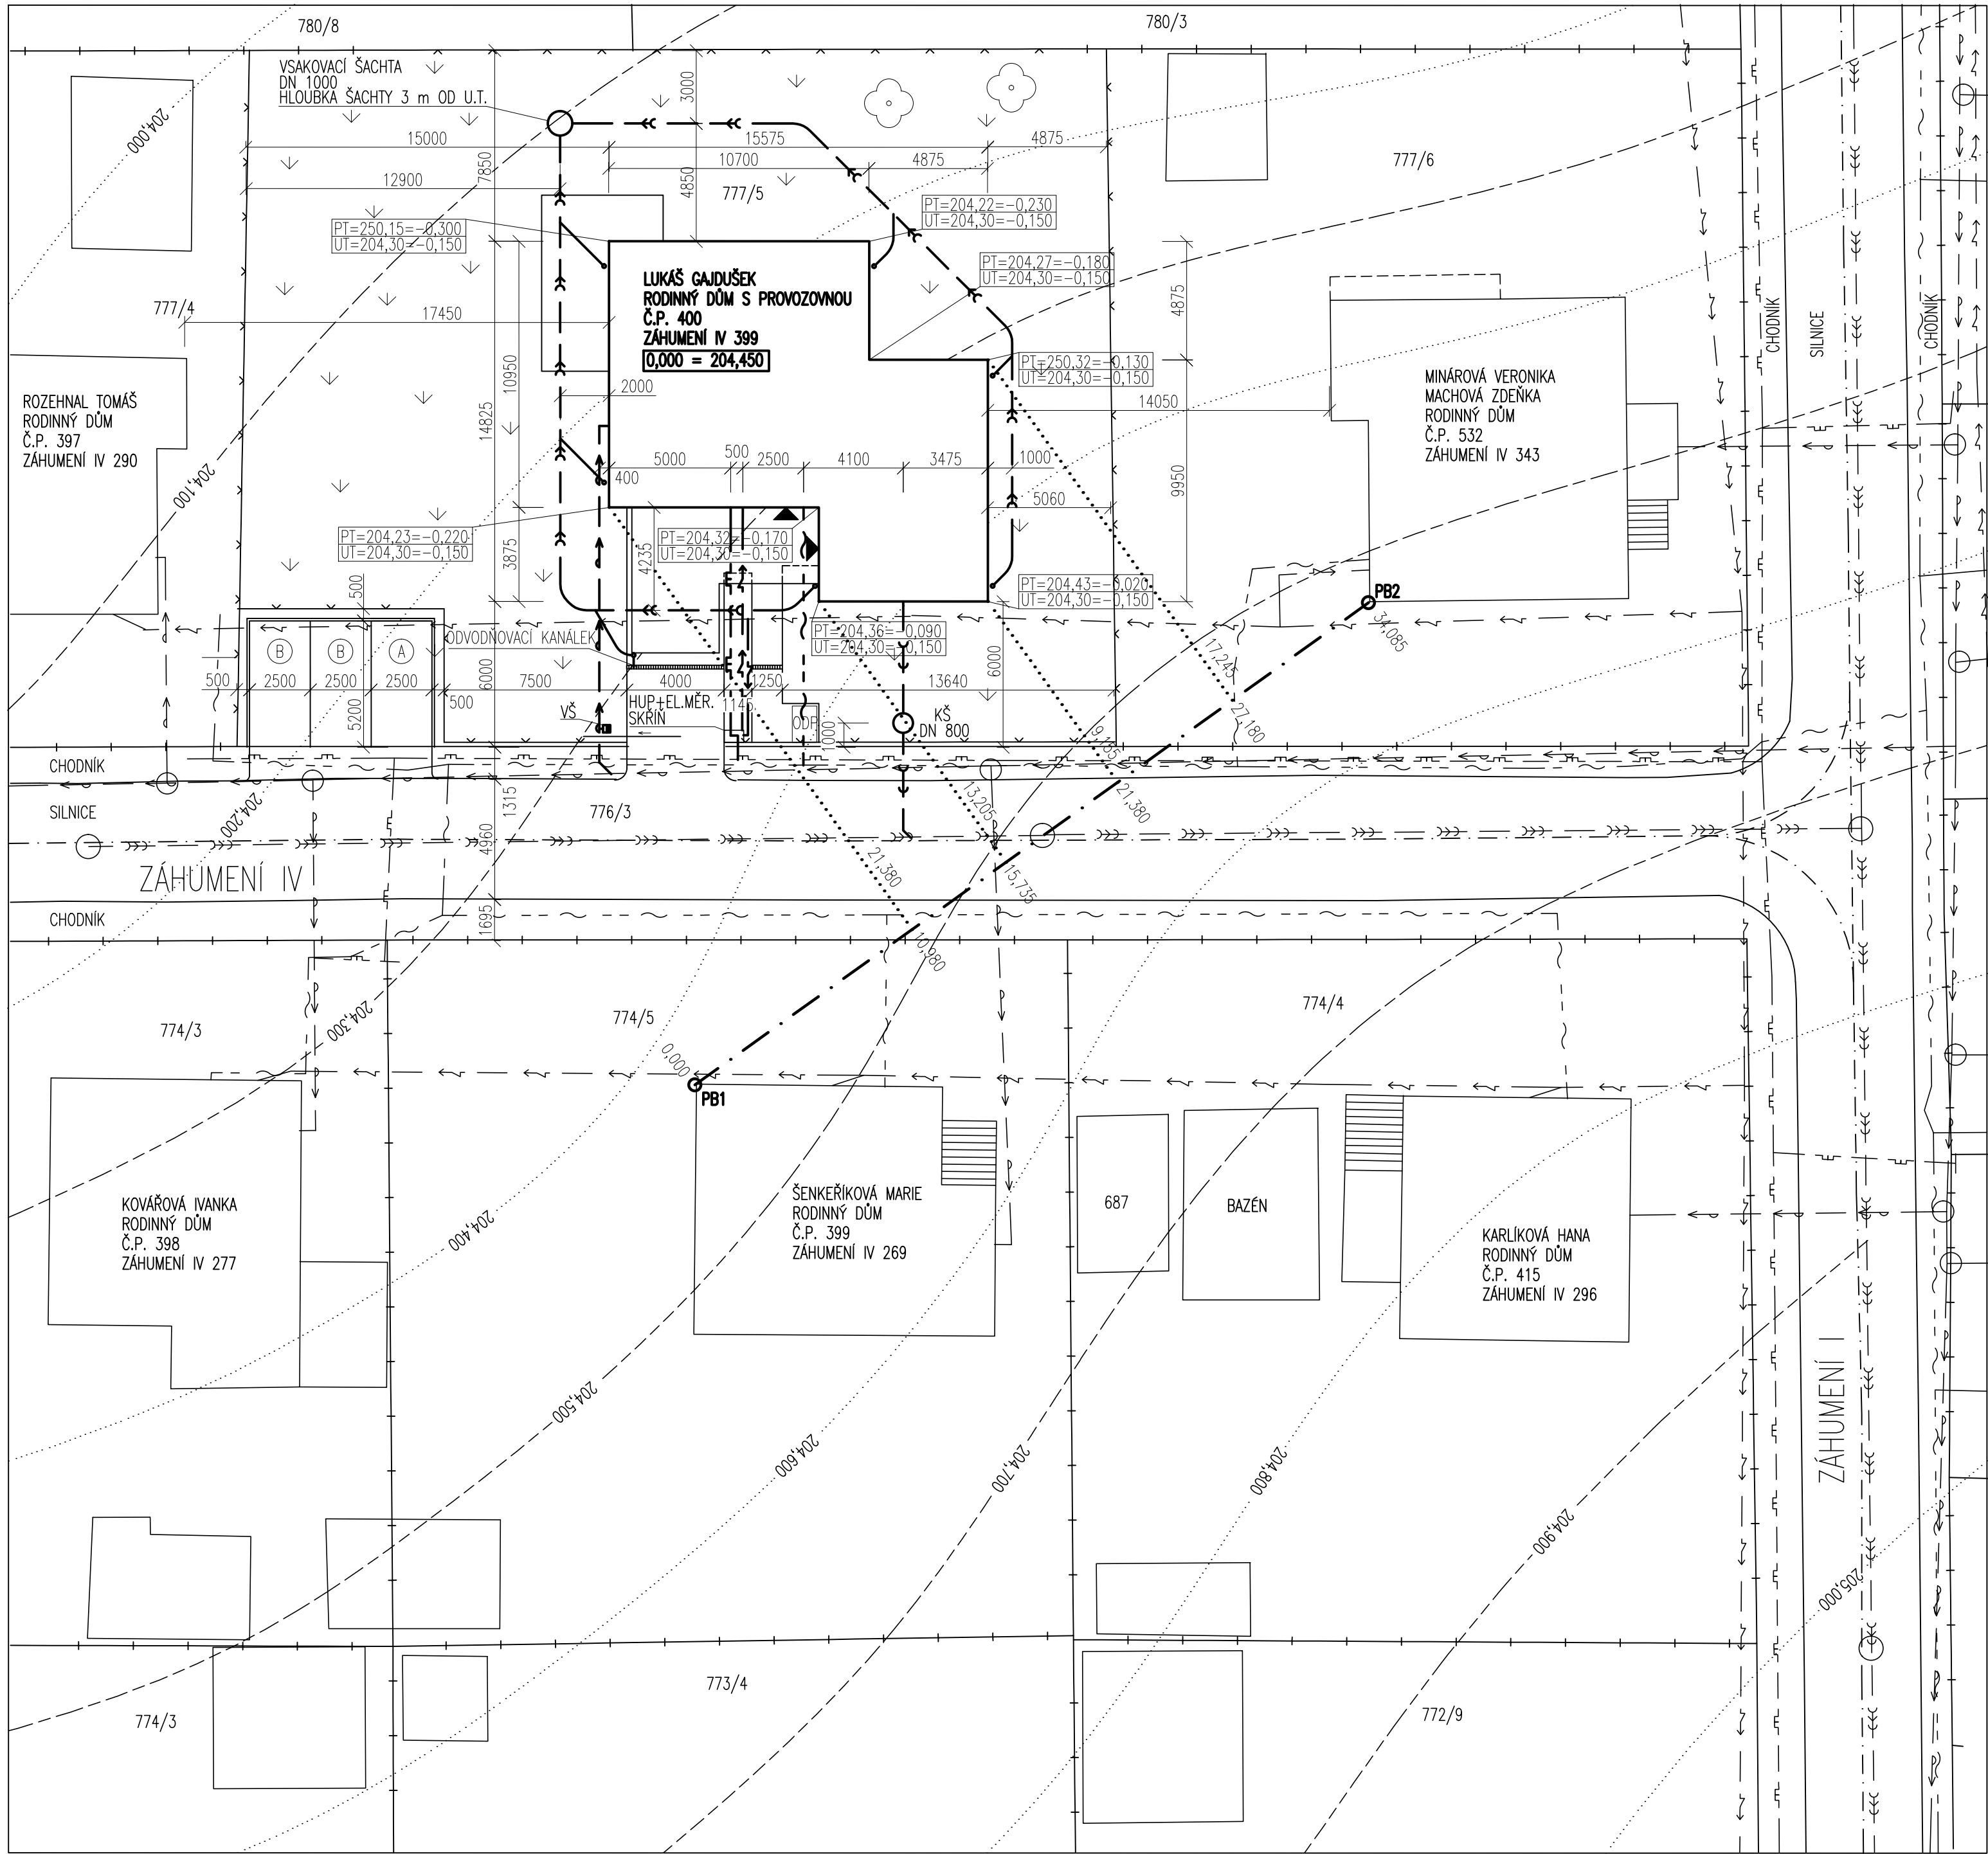 780/8
780/3
VSAKOVACÍ ŠACHTA
DN 1000
HLOUBKA ŠACHTY 3 m OD U.T.
204,000
3000
15000
15575
4875
10700
4875
7850
4850
12900
777/5
777/6
PT=204,22=-0,230
UT=204,30=-0,150
PT=250,15=-0,300
UT=204,30=-0,150
PT=204,27=-0,180
UT=204,30=-0,150
LUKÁŠ GAJDUŠEK
RODINNÝ DŮM S PROVOZOVNOU
Č.P. 400
ZÁHUMENÍ IV 399
0,000 = 204,450
777/4
17450
4875
CHODNÍK
SILNICE
CHODNÍK
PT=250,32=-0,130
UT=204,30=-0,150
10950
14825
2000
14050
ROZEHNAL TOMÁŠ
RODINNÝ DŮM
Č.P. 397
ZÁHUMENÍ IV 290
MINÁROVÁ VERONIKA
MACHOVÁ ZDEŇKA
RODINNÝ DŮM
Č.P. 532
ZÁHUMENÍ IV 343
204,100
5000
500
2500
4100
3475
1000
400
5060
9950
PT=204,23=-0,220
UT=204,30=-0,150
3875
4235
PT=204,32=-0,170
UT=204,30=-0,150
PT=204,43=-0,020
UT=204,30=-0,150
500
PB2
34,085
PT=204,36=-0,090
UT=204,30=-0,150
ODVODŇOVACÍ KANÁLEK
B
B
A
6000
6000
17,245
27,180
500
2500
2500
2500
500
7500
4000
1250
13640
5200
VŠ
HUP+EL.MĚR.
SKŘÍŇ
1145
ODP.
1000
KŠ
DN 800
9,165
21,380
CHODNÍK
SILNICE
204,200
1315
776/3
13,205
15,735
4960
21,380
ZÁHUMENÍ IV
CHODNÍK
1695
10,980
774/3
204,300
774/5
774/4
0,000
PB1
KOVÁŘOVÁ IVANKA
RODINNÝ DŮM
Č.P. 398
ZÁHUMENÍ IV 277
204,400
ŠENKEŘÍKOVÁ MARIE
RODINNÝ DŮM
Č.P. 399
ZÁHUMENÍ IV 269
687
BAZÉN
KARLÍKOVÁ HANA
RODINNÝ DŮM
Č.P. 415
ZÁHUMENÍ IV 296
204,500
204,600
204,700
204,800
204,900
205,000
ZÁHUMENÍ I
774/3
773/4
772/9